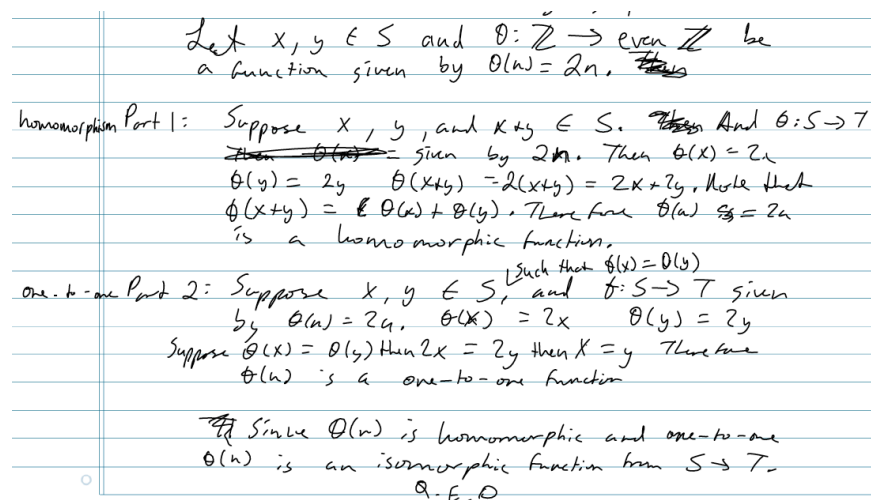 Let x, y ∈ S and θ: ℤ → even ℤ be
a function given by θ(n) = 2n.
homomorphism Part 1: Suppose x, y, and x+y ∈ S. And θ: S → T
given by 2n. Then θ(x) = 2x
θ(y) = 2y θ(x+y) = 2(x+y) = 2x+2y. Note that
θ(x+y) = θ(x) + θ(y). Therefore θ(n) = 2n
is a homomorphic function.
such that θ(x) = θ(y)
one-to-one Part 2: Suppose x, y ∈ S, and θ: S → T given
by θ(n) = 2n. θ(x) = 2x θ(y) = 2y
Suppose θ(x) = θ(y) then 2x = 2y then x = y Therefore
θ(n) is a one-to-one function
Since θ(n) is homomorphic and one-to-one
θ(n) is an isomorphic function from S → T.
Q.E.D